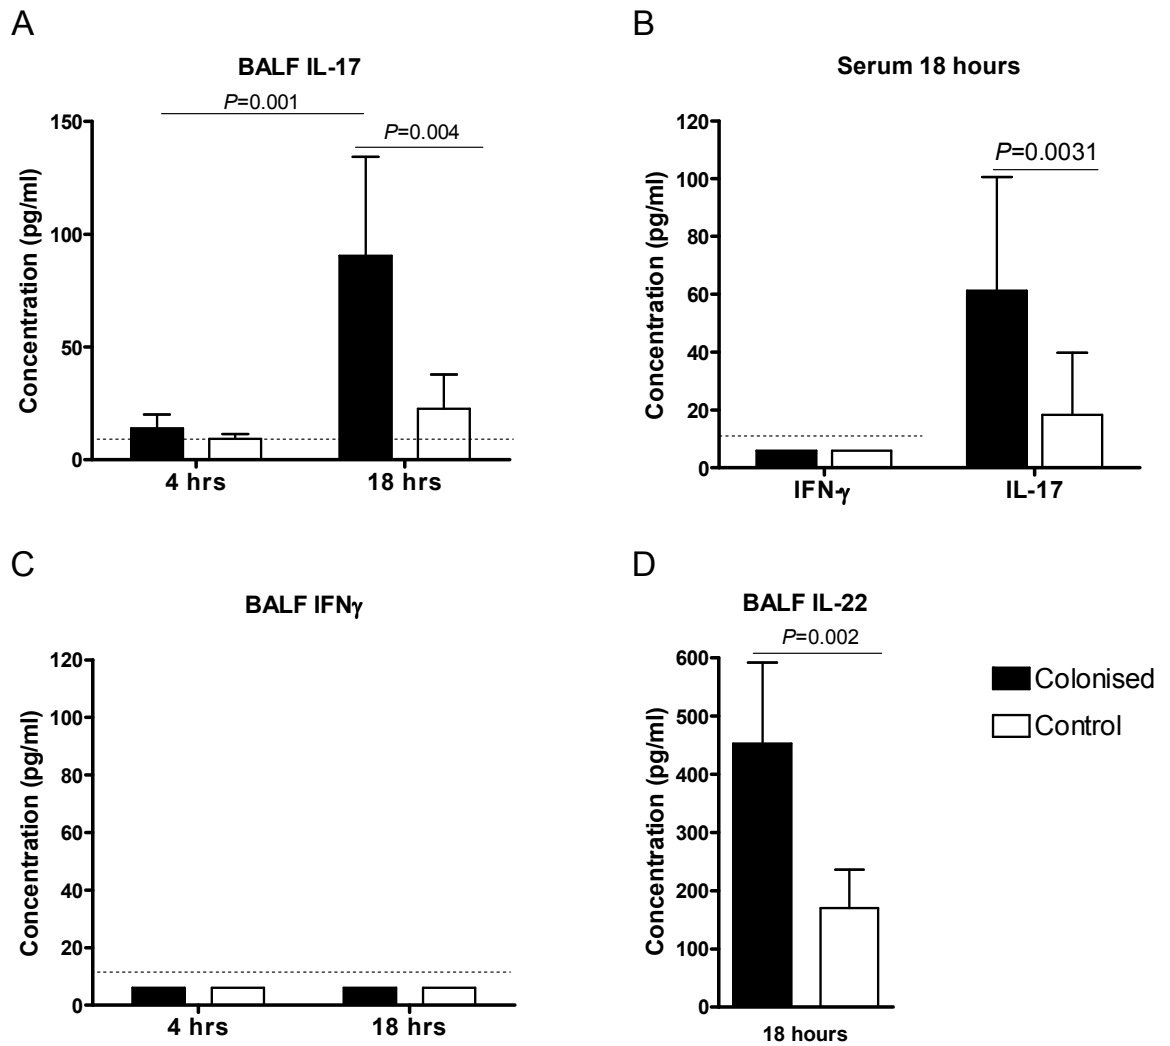 A
BALF IL-17
P=0.001
P=0.004
150
100
50
0
Concentration (pg/ml)
4 hrs
18 hrs
B
Serum 18 hours
P=0.0031
120
100
80
60
40
20
0
Concentration (pg/ml)
IFN-γ
IL-17
C
BALF IFNγ
120
100
80
60
40
20
0
Concentration (pg/ml)
4 hrs
18 hrs
D
BALF IL-22
P=0.002
600
500
400
300
200
100
0
Concentration (pg/ml)
18 hours
Colonised
Control